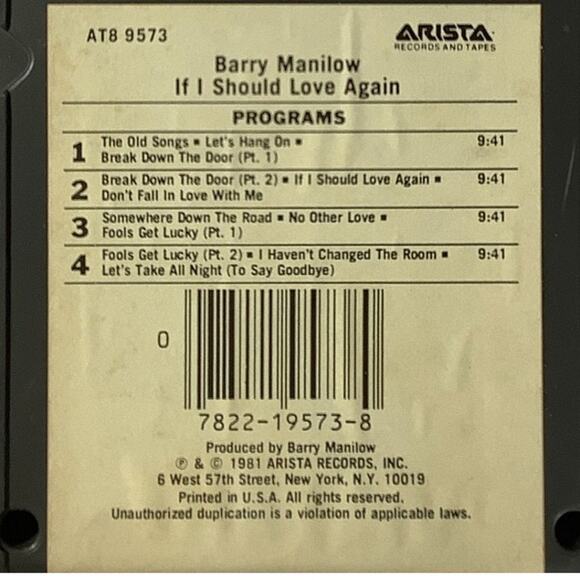 AT8 9573
ARISTA
RECORDS AND TAPES
Barry Manilow
If I Should Love Again
PROGRAMS
1 The Old Songs ▪ Let's Hang On ▪ 9:41
Break Down The Door (Pt. 1)
2 Break Down The Door (Pt. 2) ▪ If I Should Love Again ▪ 9:41
Don't Fall In Love With Me
3 Somewhere Down The Road ▪ No Other Love ▪ 9:41
Fools Get Lucky (Pt. 1)
4 Fools Get Lucky (Pt. 2) ▪ I Haven't Changed The Room ▪ 9:41
Let's Take All Night (To Say Goodbye)
0
7822-19573-8
Produced by Barry Manilow
℗ & © 1981 ARISTA RECORDS, INC.
6 West 57th Street, New York, N.Y. 10019
Printed in U.S.A. All rights reserved.
Unauthorized duplication is a violation of applicable laws.